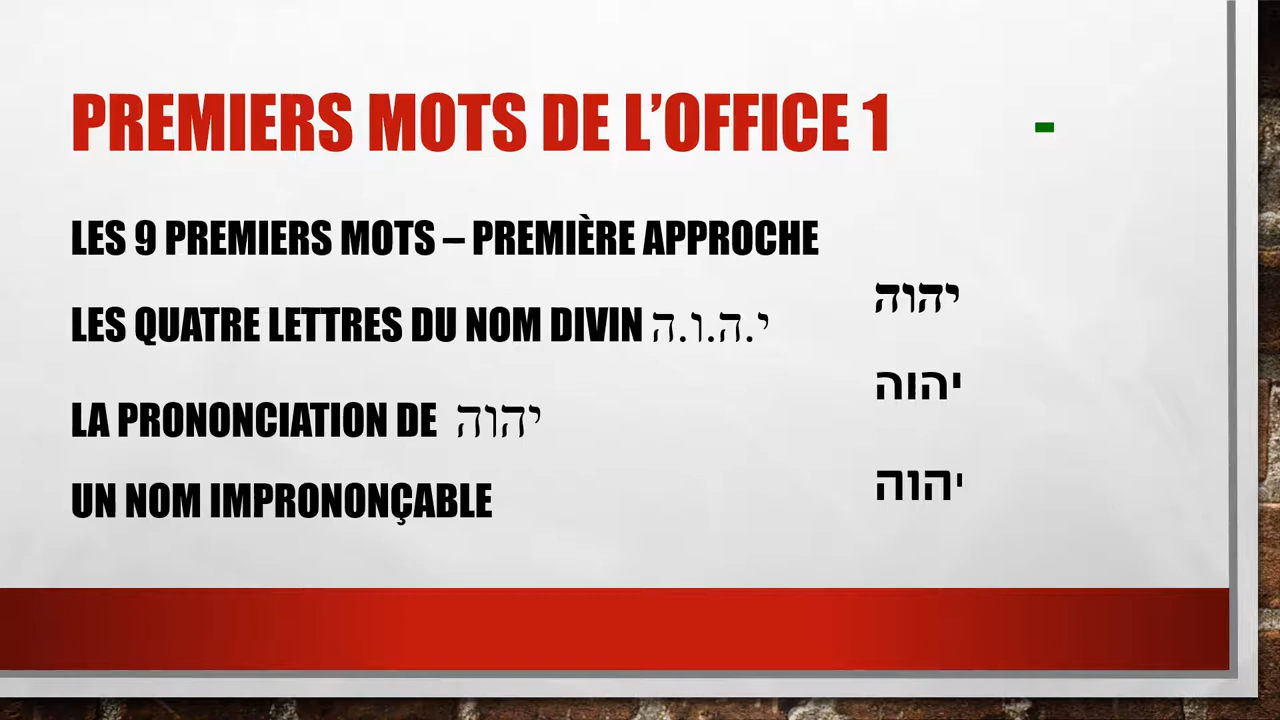 PREMIERS MOTS DE L’OFFICE 1 -
LES 9 PREMIERS MOTS – PREMIÈRE APPROCHE
יהוה
LES QUATRE LETTRES DU NOM DIVIN י.ה.ו.ה
יהוה
LA PRONONCIATION DE יהוה
יהוה
UN NOM IMPRONONÇABLE